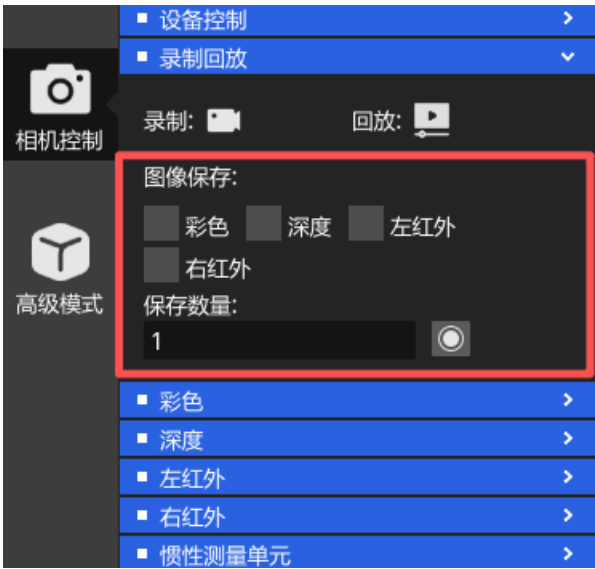 设备控制
录制回放
相机控制
录制: 回放:
图像保存:
彩色 深度 左红外
右红外
高级模式
保存数量:
1
彩色
深度
左红外
右红外
惯性测量单元